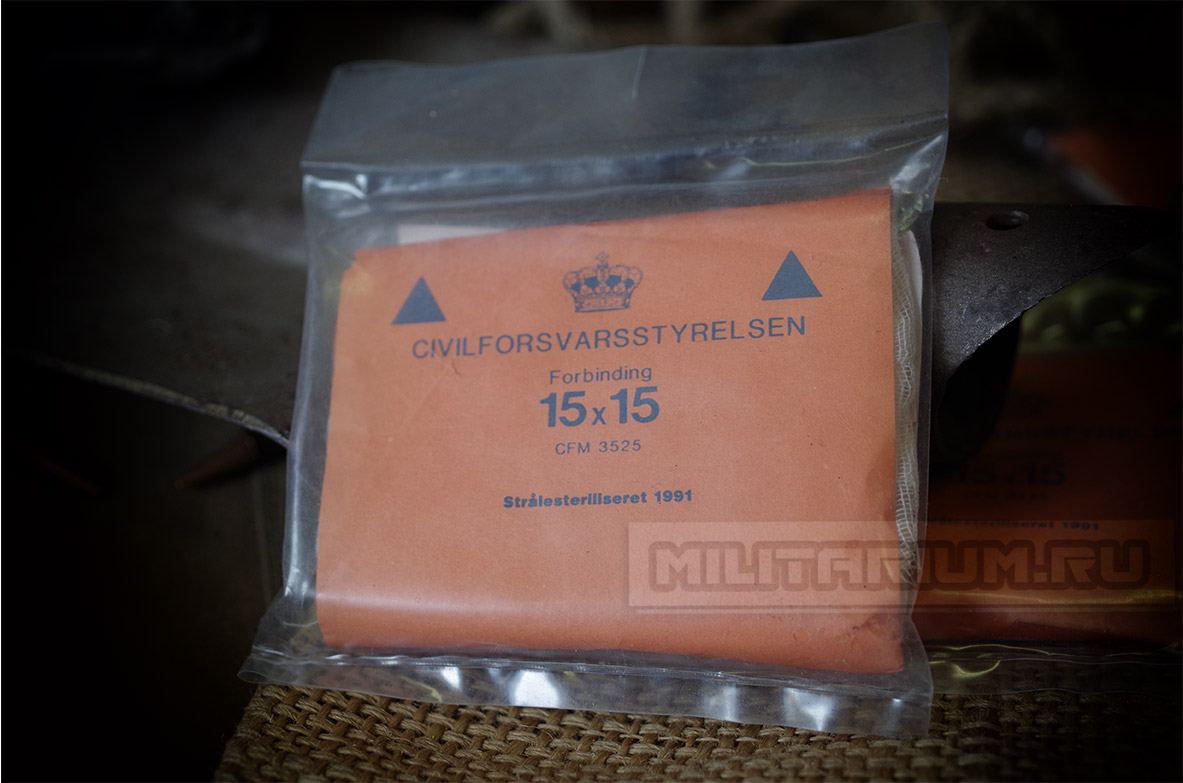 CIVILFORSVARSSTYRELSEN
Forbinding
15x15
CFM 3525
Strålesteriliseret 1991
MILITARIUM.RU